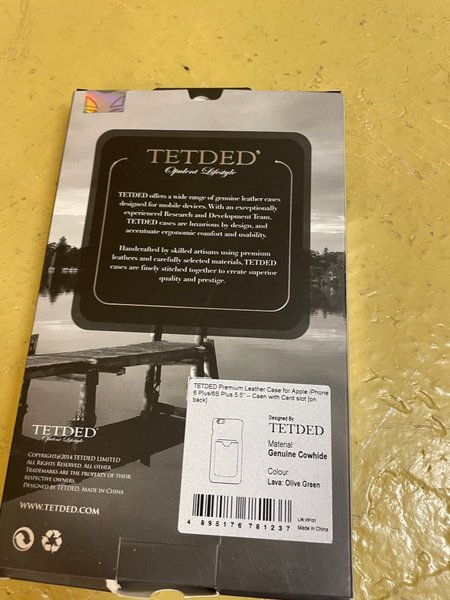 TETDED®
Opulent Lifestyle
TETDED offers a wide range of genuine leather cases
designed for mobile devices. With an exceptionally
experienced Research and Development Team,
TETDED cases are luxurious by design, and
accentuate ergonomic comfort and usability.
Handcrafted by skilled artisans using premium
leathers and carefully selected materials, TETDED
cases are finely stitched together to create superior
quality and prestige.
TETDED Premium Leather Case for Apple iPhone
6 Plus/6S Plus 5.5" -- Caen with Card slot [on
back]
Designed By
TETDED
Material:
Genuine Cowhide
Colour:
Lava: Olive Green
4 895176 781237
L/N:XR101
Made in China
TETDED®
Opulent Lifestyle
Copyright@2014 TETDED LIMITED
All Rights Reserved. All other
Trademarks are the property of their
respective owners.
Designed by TETDED. Made in China
WWW.TETDED.COM